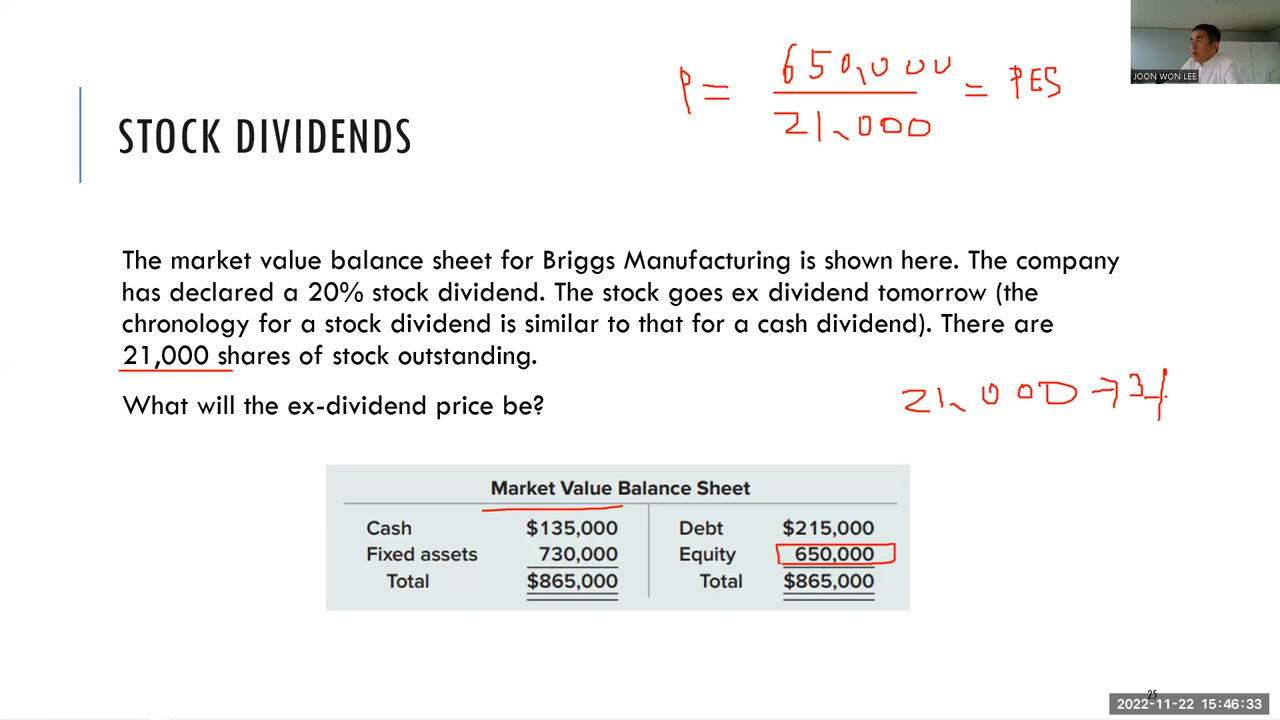 JOON WON LEE
P = 650,000 / 21,000 = PES
STOCK DIVIDENDS
The market value balance sheet for Briggs Manufacturing is shown here. The company
has declared a 20% stock dividend. The stock goes ex dividend tomorrow (the
chronology for a stock dividend is similar to that for a cash dividend). There are
21,000 shares of stock outstanding.
What will the ex-dividend price be?
21,000 →
Market Value Balance Sheet
Cash $135,000 Debt $215,000
Fixed assets 730,000 Equity 650,000
Total $865,000 Total $865,000
25
2022-11-22 15:46:33